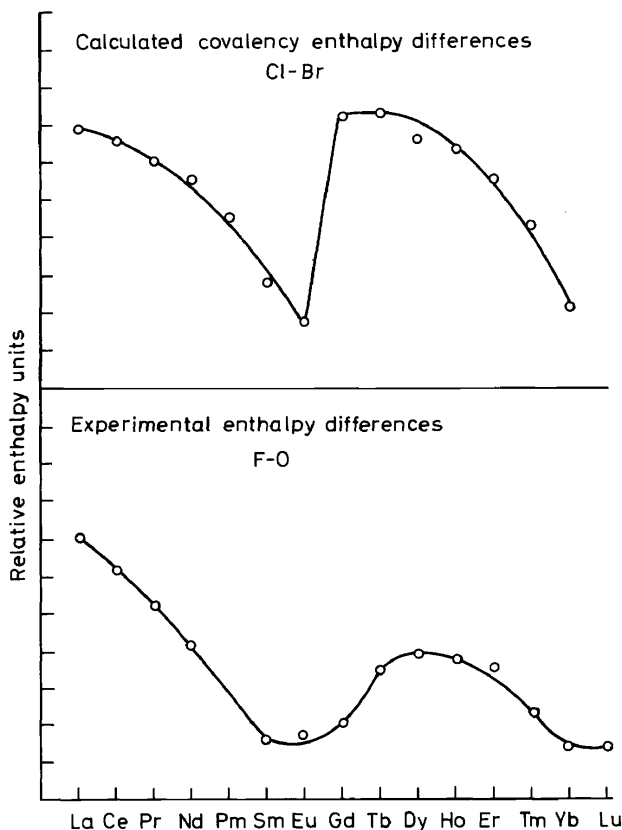 Calculated covalency enthalpy differences
Cl-Br
Relative enthalpy units
Experimental enthalpy differences
F-O
La Ce Pr Nd Pm Sm Eu Gd Tb Dy Ho Er Tm Yb Lu